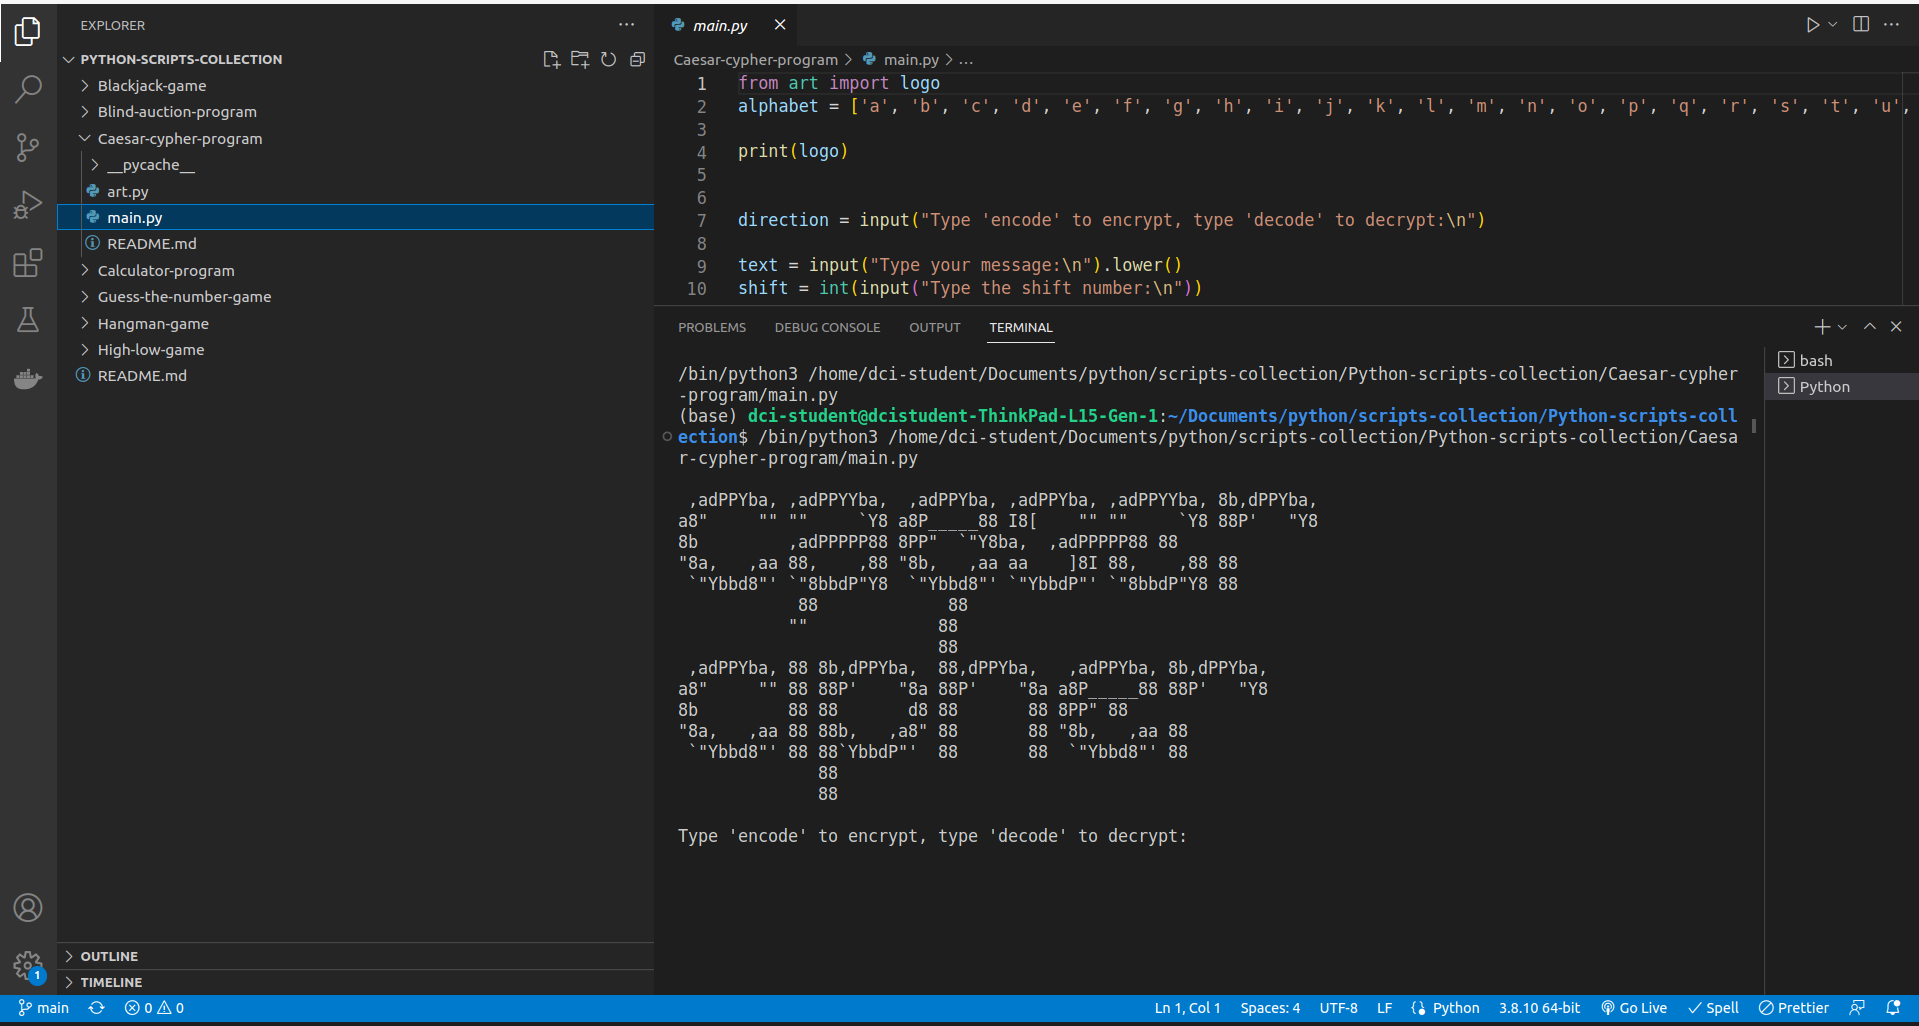 EXPLORER
PYTHON-SCRIPTS-COLLECTION
Blackjack-game
Blind-auction-program
Caesar-cypher-program
__pycache__
art.py
main.py
README.md
Calculator-program
Guess-the-number-game
Hangman-game
High-low-game
README.md
OUTLINE
TIMELINE
main.py
Caesar-cypher-program > main.py > ...
1 from art import logo
2 alphabet = ['a', 'b', 'c', 'd', 'e', 'f', 'g', 'h', 'i', 'j', 'k', 'l', 'm', 'n', 'o', 'p', 'q', 'r', 's', 't', 'u',
3
4 print(logo)
5
6
7 direction = input("Type 'encode' to encrypt, type 'decode' to decrypt:\n")
8
9 text = input("Type your message:\n").lower()
10 shift = int(input("Type the shift number:\n"))
PROBLEMS DEBUG CONSOLE OUTPUT TERMINAL
/bin/python3 /home/dci-student/Documents/python/scripts-collection/Python-scripts-collection/Caesar-cypher
-program/main.py
(base) dci-student@dcistudent-ThinkPad-L15-Gen-1:~/Documents/python/scripts-collection/Python-scripts-coll
ection$ /bin/python3 /home/dci-student/Documents/python/scripts-collection/Python-scripts-collection/Caesa
r-cypher-program/main.py
 ,adPPYba, ,adPPYYba,  ,adPPYba, ,adPPYba, ,adPPYYba, 8b,dPPYba,
a8"     "" ""     `Y8 a8P_____88 I8[    "" ""     `Y8 88P'   "Y8
8b         ,adPPPPP88 8PP"  `"Y8ba,  ,adPPPPP88 88
"8a,   ,aa 88,    ,88 "8b,   ,aa aa    ]8I 88,    ,88 88
 `"Ybbd8"' `"8bbdP"Y8  `"Ybbd8"' `"YbbdP"' `"8bbdP"Y8 88
            88             88
           ""             88
                          88
 ,adPPYba, 88 8b,dPPYba,  88,dPPYba,   ,adPPYba, 8b,dPPYba,
a8"     "" 88 88P'    "8a 88P'    "8a a8P_____88 88P'   "Y8
8b         88 88       d8 88       88 8PP" 88
"8a,   ,aa 88 88b,   ,a8" 88       88 "8b,   ,aa 88
 `"Ybbd8"' 88 88`YbbdP"'  88       88  `"Ybbd8"' 88
              88
              88
Type 'encode' to encrypt, type 'decode' to decrypt:
bash
Python
1
main 0 0 Ln 1, Col 1 Spaces: 4 UTF-8 LF Python 3.8.10 64-bit Go Live Spell Prettier